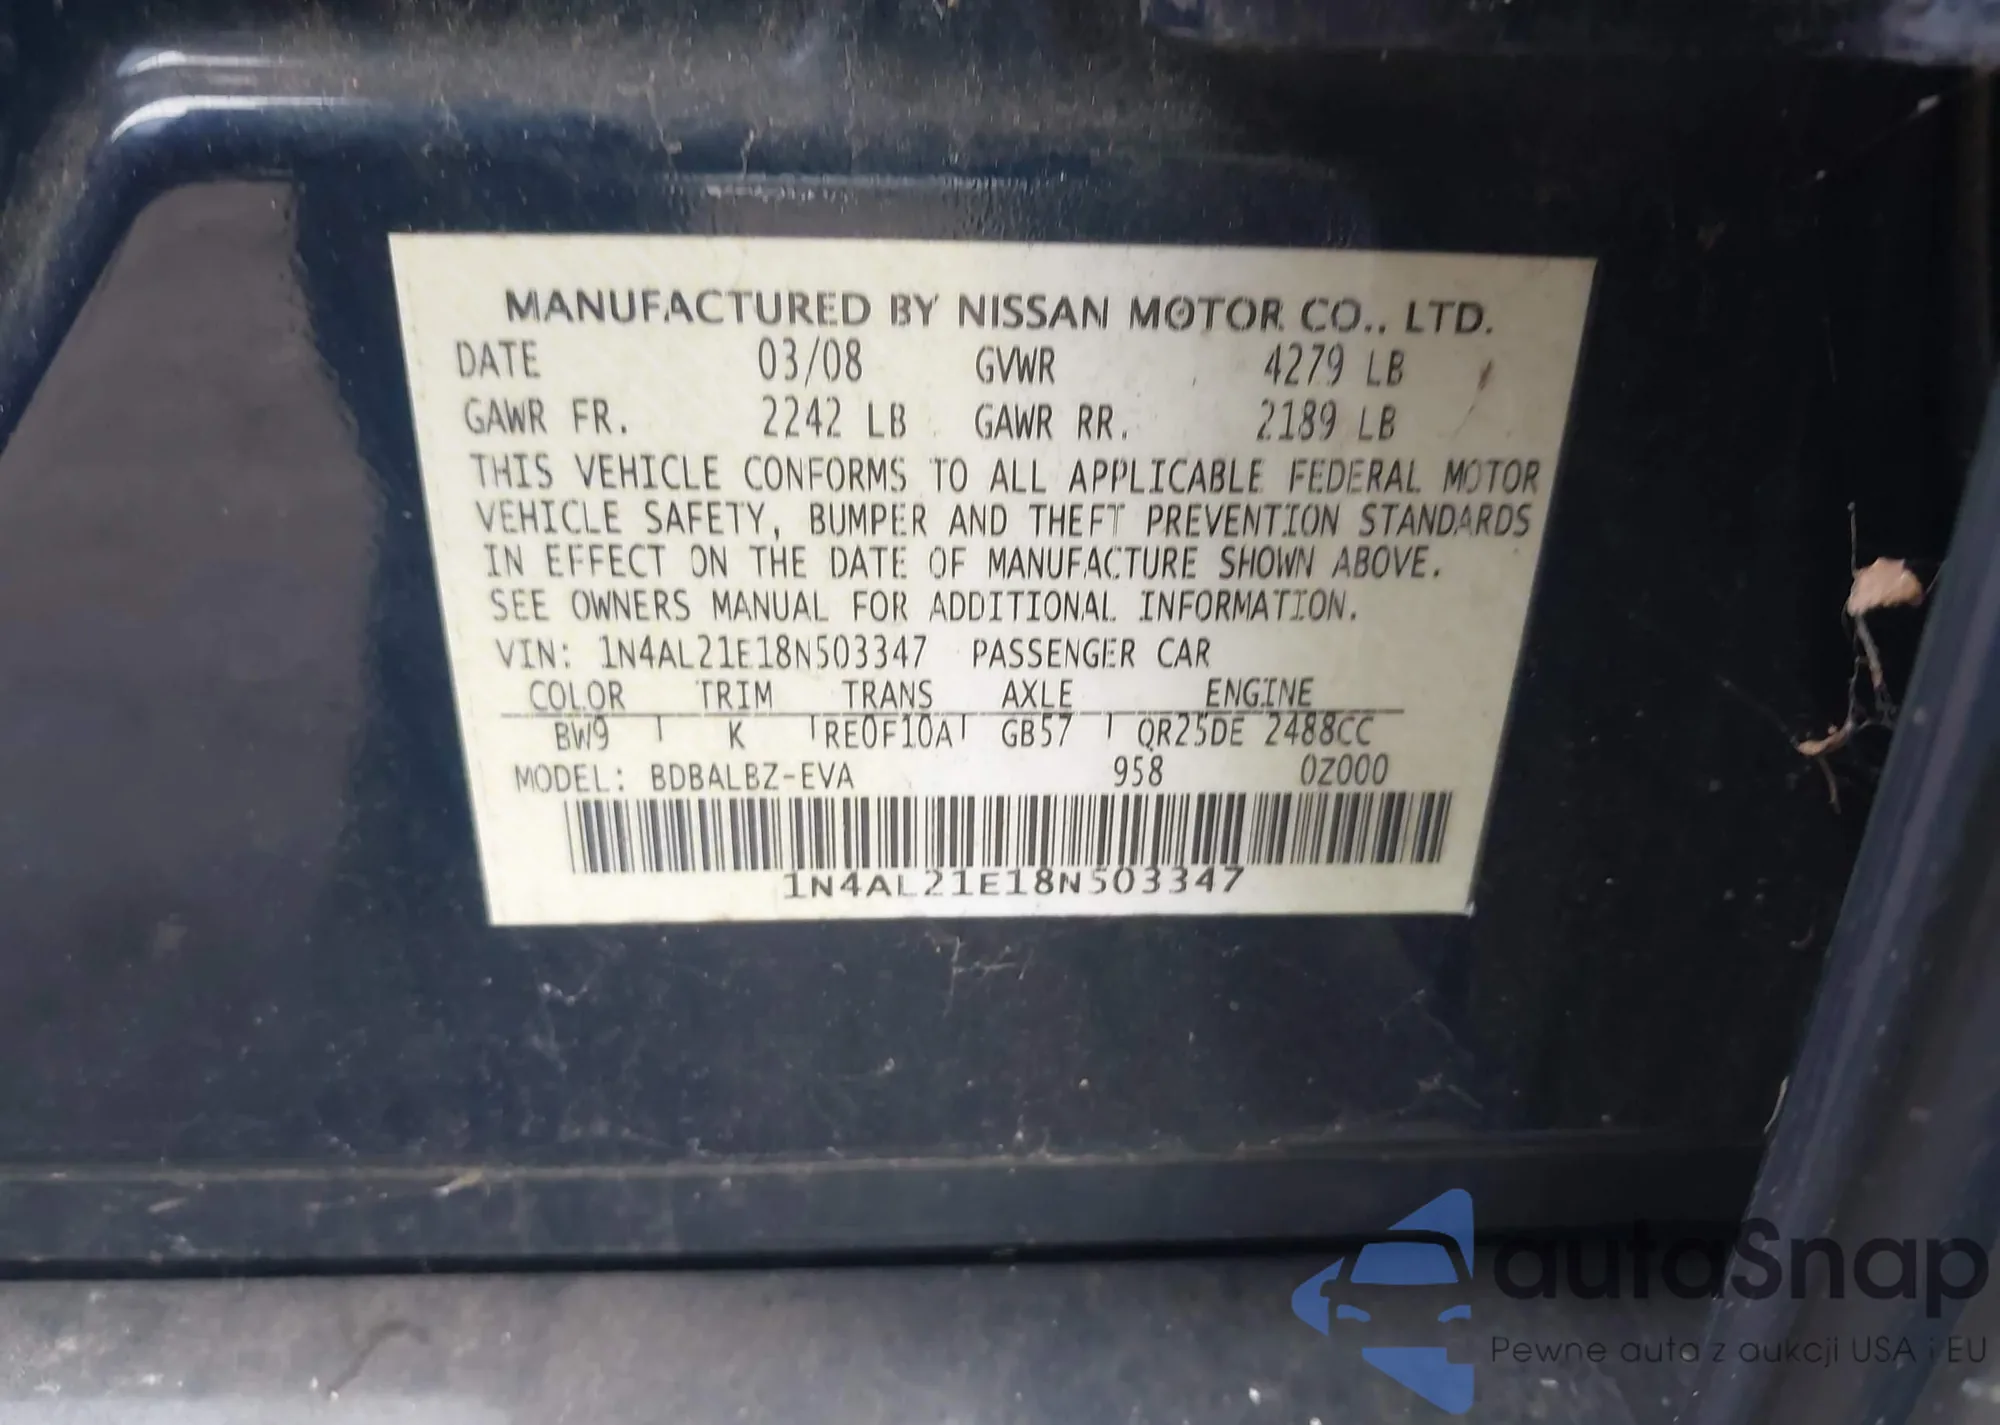 MANUFACTURED BY NISSAN MOTOR CO., LTD.
DATE 03/08 GVWR 4279 LB
GAWR FR. 2242 LB GAWR RR. 2189 LB
THIS VEHICLE CONFORMS TO ALL APPLICABLE FEDERAL MOTOR
VEHICLE SAFETY, BUMPER AND THEFT PREVENTION STANDARDS
IN EFFECT ON THE DATE OF MANUFACTURE SHOWN ABOVE.
SEE OWNERS MANUAL FOR ADDITIONAL INFORMATION.
VIN: 1N4AL21E18N503347 PASSENGER CAR
COLOR TRIM TRANS AXLE ENGINE
BW9 K RE0F10A GB57 QR25DE 2488CC
MODEL: BDBALBZ-EVA 958 0Z000
1N4AL21E18N503347
autaSnap
Pewne auta z aukcji USA i EU